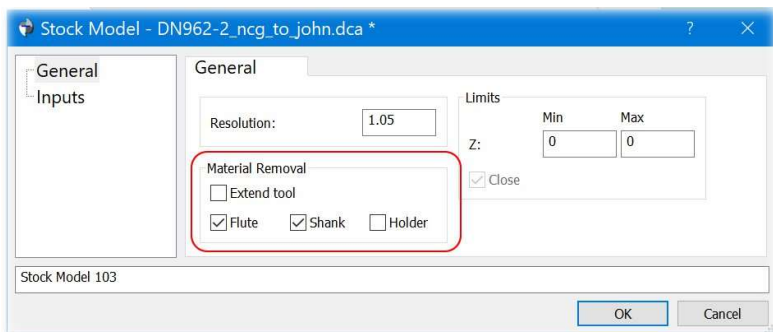 Stock Model - DN962-2_ncg_to_john.dca *
General
Inputs
General
Resolution: 1.05
Material Removal
Extend tool
Flute Shank Holder
Limits
Min Max
Z: 0 0
Close
Stock Model 103
OK Cancel